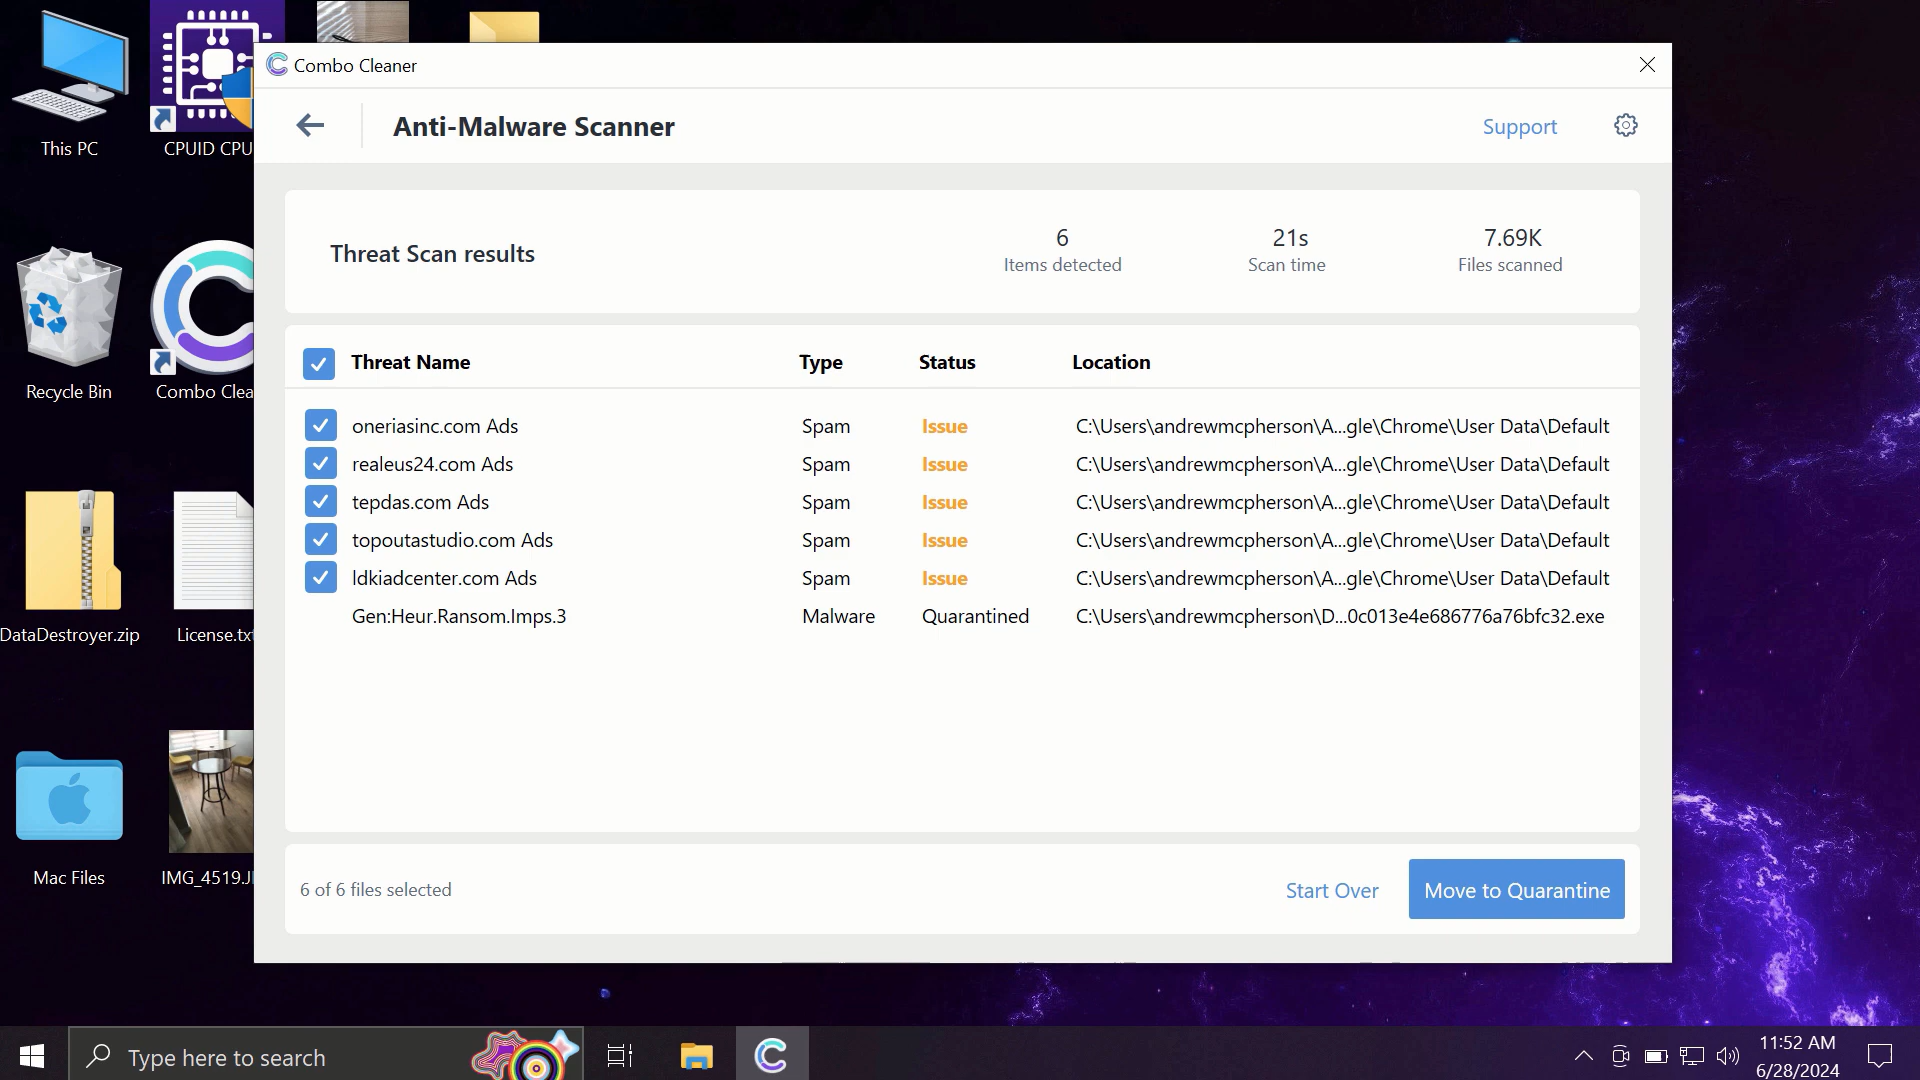 This PC
CPUID CPU
Recycle Bin
Combo Clea
DataDestroyer.zip
License.txt
Mac Files
IMG_4519.J
Combo Cleaner
Anti-Malware Scanner
Support
Threat Scan results
6
Items detected
21s
Scan time
7.69K
Files scanned
Threat Name Type Status Location
oneriasinc.com Ads Spam Issue C:\Users\andrewmcpherson\A...gle\Chrome\User Data\Default
realeus24.com Ads Spam Issue C:\Users\andrewmcpherson\A...gle\Chrome\User Data\Default
tepdas.com Ads Spam Issue C:\Users\andrewmcpherson\A...gle\Chrome\User Data\Default
topoutastudio.com Ads Spam Issue C:\Users\andrewmcpherson\A...gle\Chrome\User Data\Default
ldkiadcenter.com Ads Spam Issue C:\Users\andrewmcpherson\A...gle\Chrome\User Data\Default
Gen:Heur.Ransom.Imps.3 Malware Quarantined C:\Users\andrewmcpherson\D...0c013e4e686776a76bfc32.exe
6 of 6 files selected
Start Over
Move to Quarantine
Type here to search
11:52 AM
6/28/2024